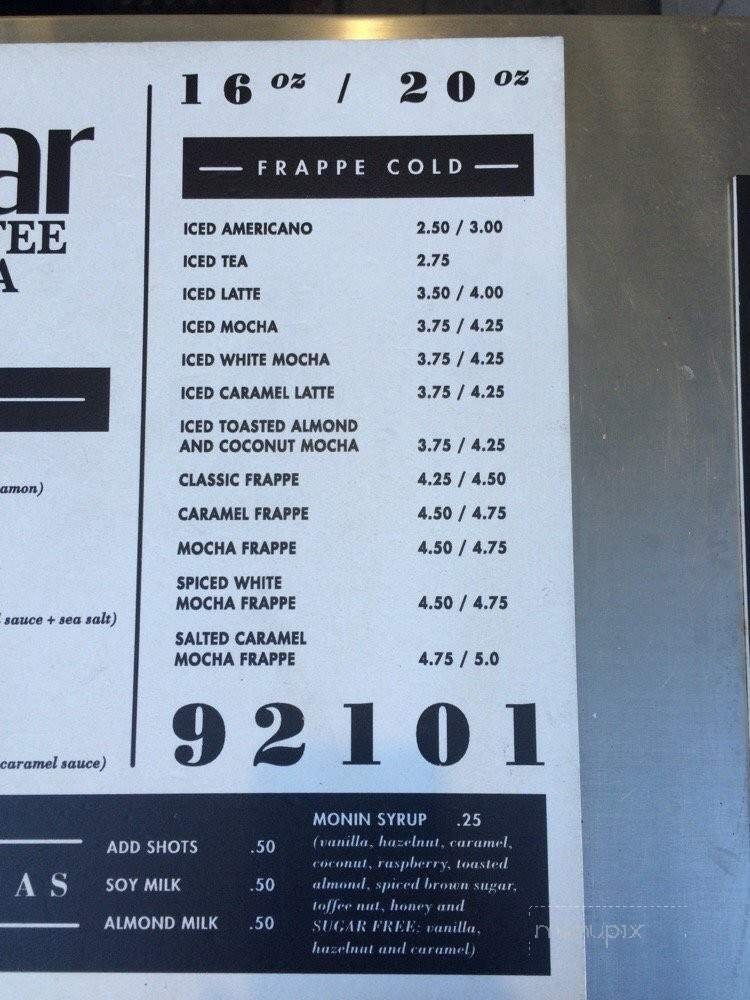 ar
FEE
A
amon)
sauce + sea salt)
caramel sauce)
16 oz / 20 oz
FRAPPE COLD
ICED AMERICANO 2.50 / 3.00
ICED TEA 2.75
ICED LATTE 3.50 / 4.00
ICED MOCHA 3.75 / 4.25
ICED WHITE MOCHA 3.75 / 4.25
ICED CARAMEL LATTE 3.75 / 4.25
ICED TOASTED ALMOND
AND COCONUT MOCHA 3.75 / 4.25
CLASSIC FRAPPE 4.25 / 4.50
CARAMEL FRAPPE 4.50 / 4.75
MOCHA FRAPPE 4.50 / 4.75
SPICED WHITE
MOCHA FRAPPE 4.50 / 4.75
SALTED CARAMEL
MOCHA FRAPPE 4.75 / 5.0
92101
AS
ADD SHOTS .50
SOY MILK .50
ALMOND MILK .50
MONIN SYRUP .25
(vanilla, hazelnut, caramel,
coconut, raspberry, toasted
almond, spiced brown sugar,
toffee nut, honey and
SUGAR FREE: vanilla,
hazelnut and caramel)
menupix